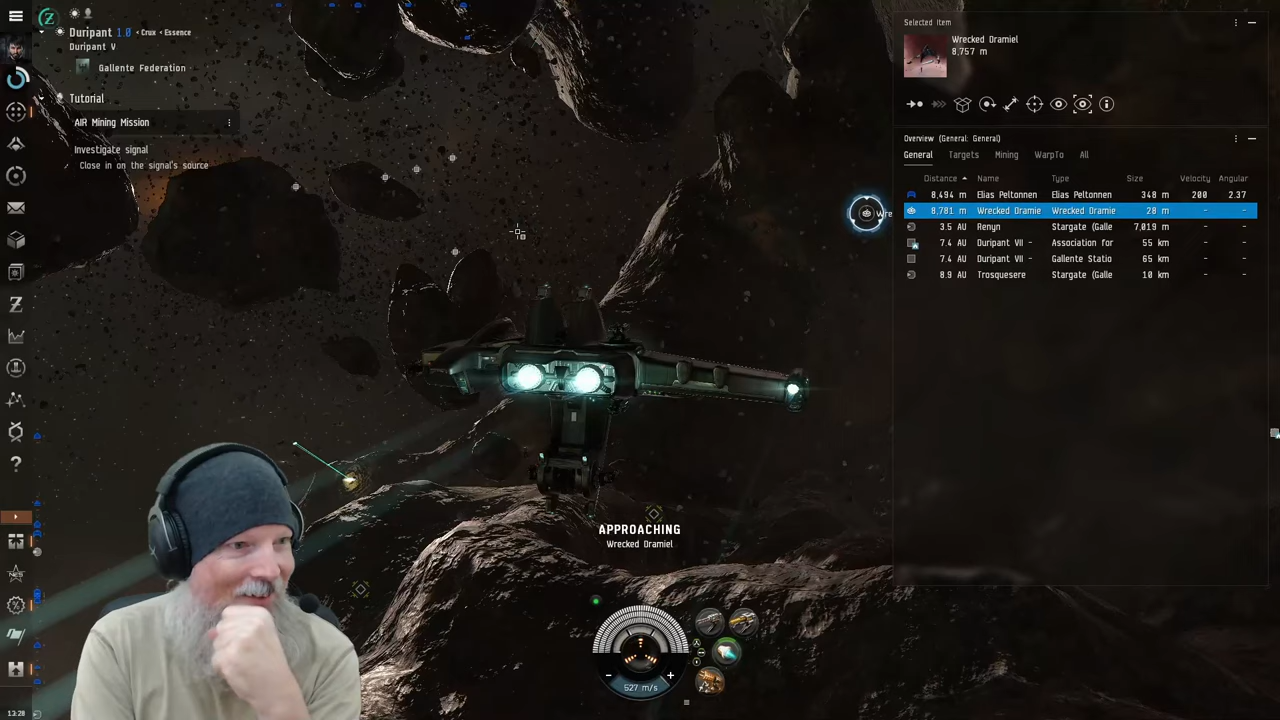 Duripant 1.0 ‹ Crux ‹ Essence
Duripant V
Gallente Federation
Tutorial
AIR Mining Mission
Investigate signal
Close in on the signal's source
Selected Item
Wrecked Dramiel
8,757 m
Overview (General: General)
General Targets Mining WarpTo All
Distance Name Type Size Velocity Angular
8,494 m Elias Peltonnen Elias Peltonnen 348 m 200 2.37
8,781 m Wrecked Dramie Wrecked Dramie 28 m - -
3.5 AU Renyn Stargate (Galle 7,019 m - -
7.4 AU Duripant VII - Association for 55 km - -
7.4 AU Duripant VII - Gallente Statio 65 km - -
8.9 AU Trosquesere Stargate (Galle 10 km - -
Wre
APPROACHING
Wrecked Dramiel
527 m/s
NES
13:28